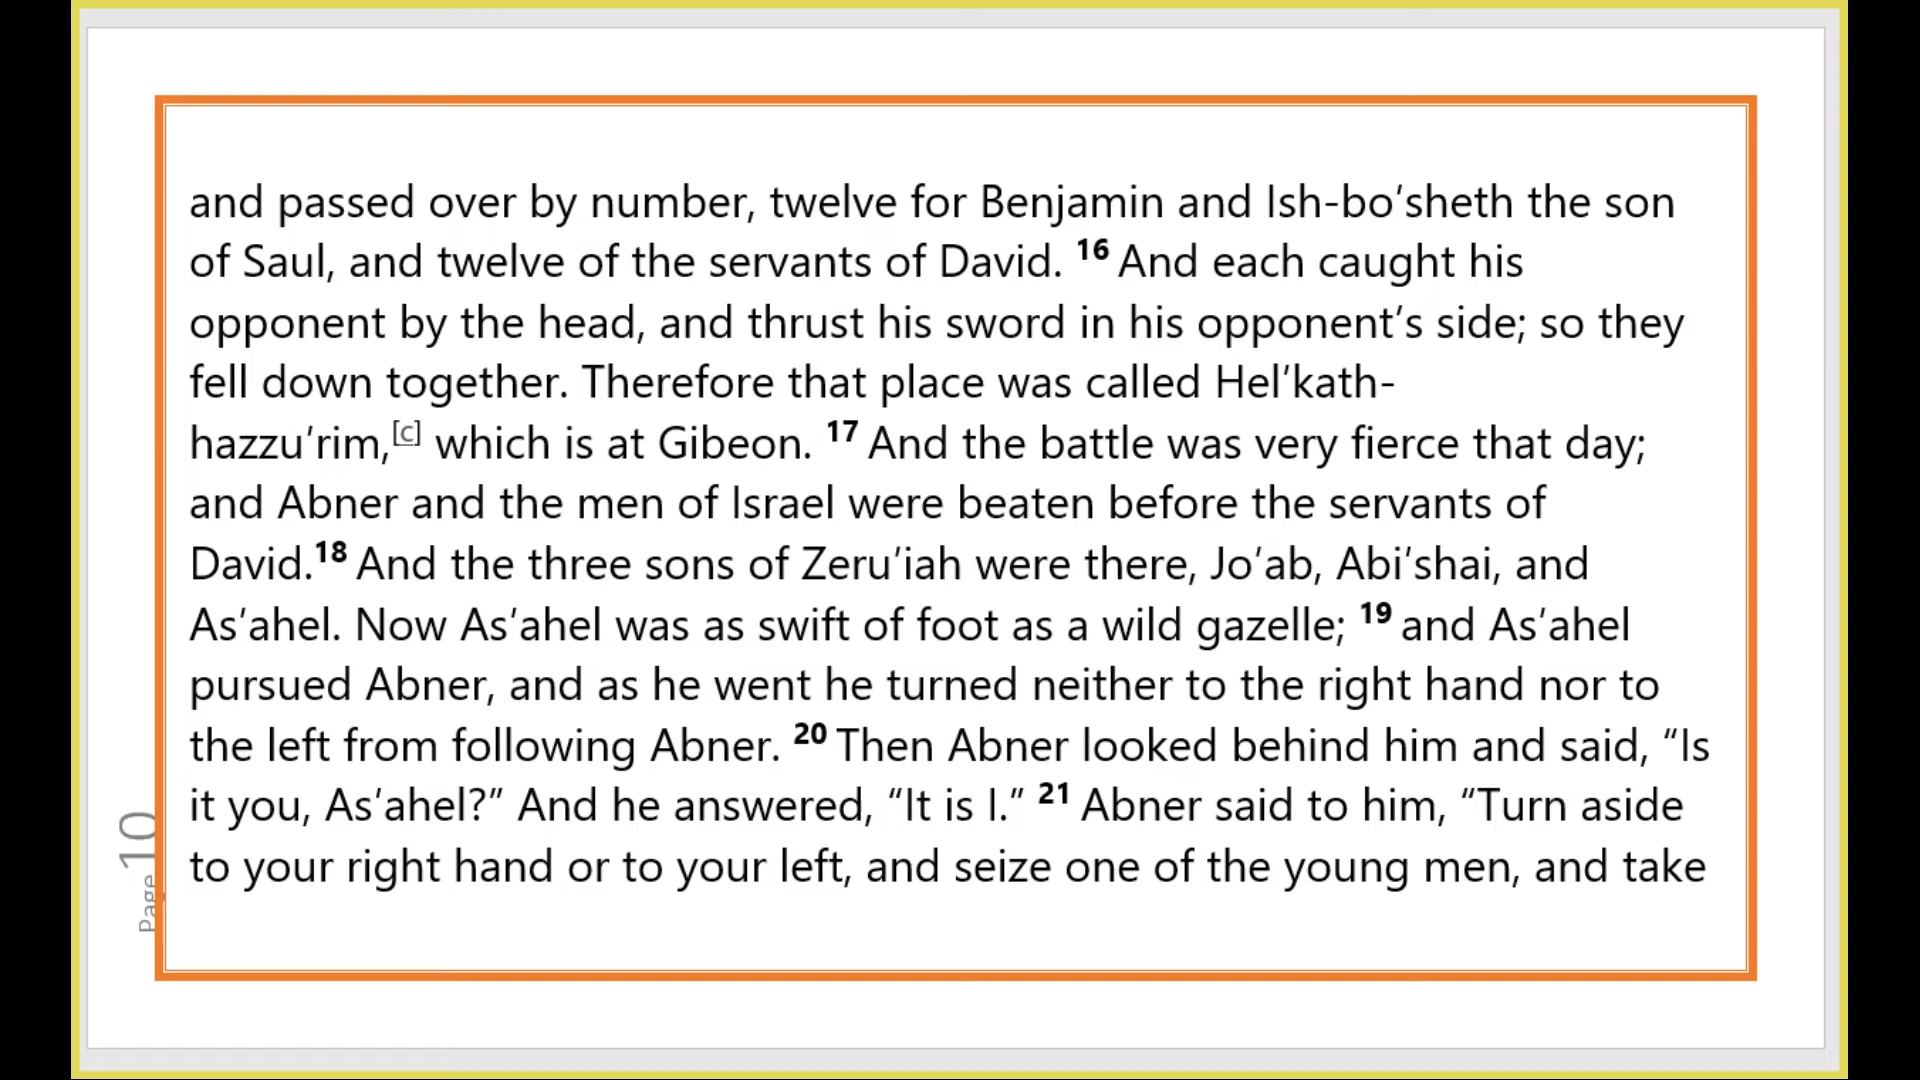 and passed over by number, twelve for Benjamin and Ish-bo′sheth the son
of Saul, and twelve of the servants of David. 16 And each caught his
opponent by the head, and thrust his sword in his opponent’s side; so they
fell down together. Therefore that place was called Hel′kath-
hazzu′rim,[c] which is at Gibeon. 17 And the battle was very fierce that day;
and Abner and the men of Israel were beaten before the servants of
David.18 And the three sons of Zeru′iah were there, Jo′ab, Abi′shai, and
As′ahel. Now As′ahel was as swift of foot as a wild gazelle; 19 and As′ahel
pursued Abner, and as he went he turned neither to the right hand nor to
the left from following Abner. 20 Then Abner looked behind him and said, “Is
it you, As′ahel?” And he answered, “It is I.” 21 Abner said to him, “Turn aside
to your right hand or to your left, and seize one of the young men, and take
Page 10